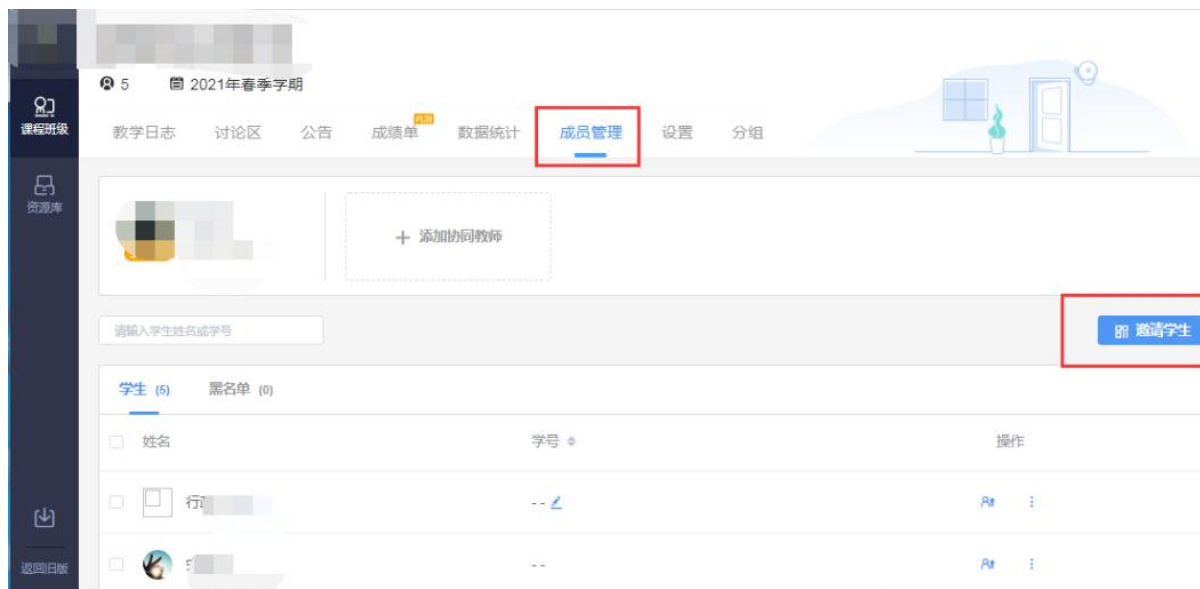 5 2021年春季学期
课程班级
教学日志 讨论区 公告 成绩单 内测 数据统计 成员管理 设置 分组
资源库
+ 添加协同教师
请输入学生姓名或学号
邀请学生
学生 (5) 黑名单 (0)
姓名 学号 操作
行 --
--
返回旧版